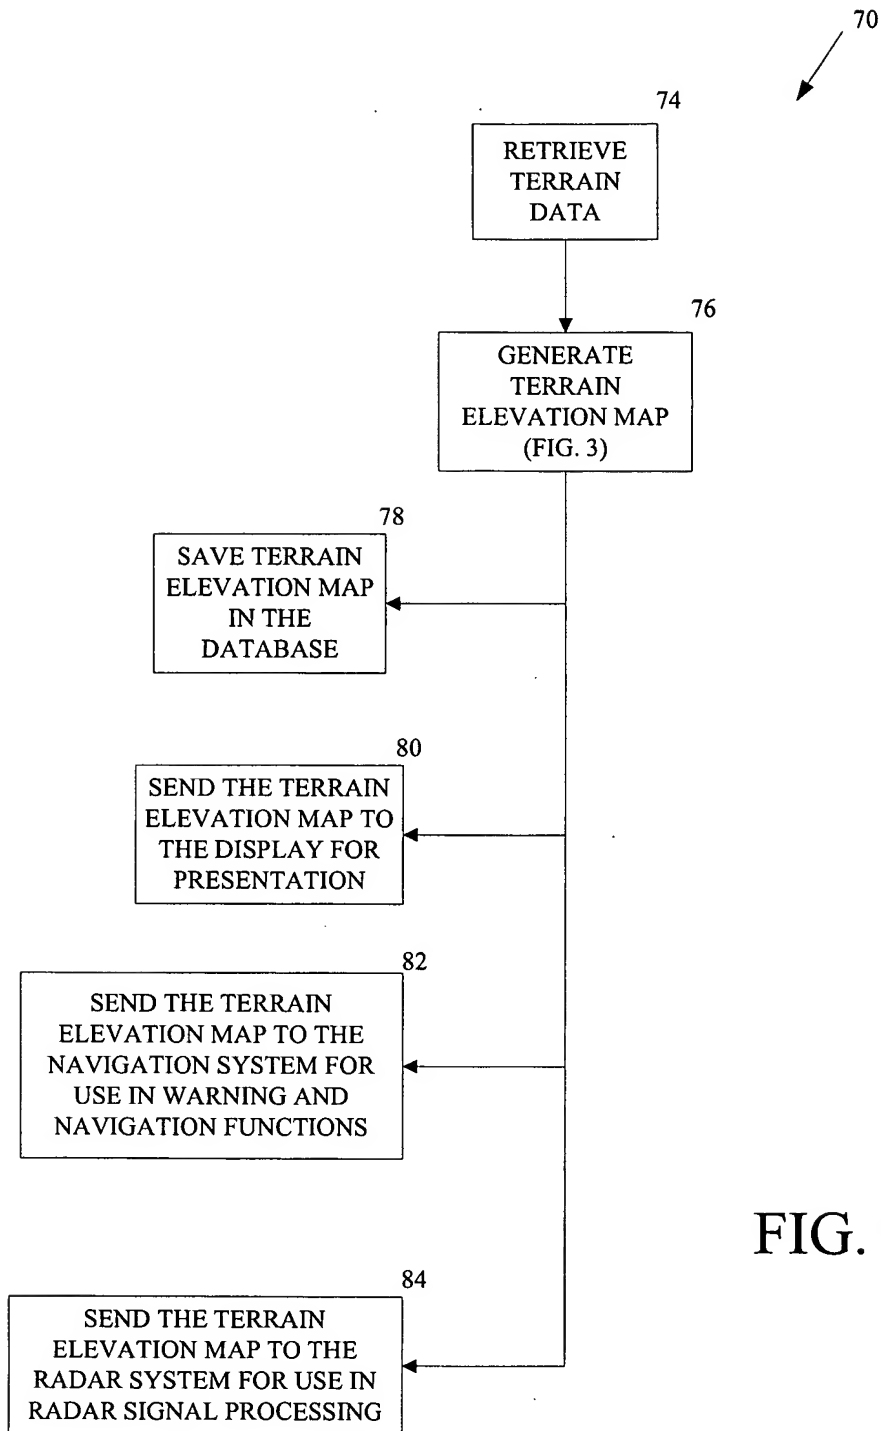 70
74
RETRIEVE
TERRAIN
DATA
76
GENERATE
TERRAIN
ELEVATION MAP
(FIG. 3)
78
SAVE TERRAIN
ELEVATION MAP
IN THE
DATABASE
80
SEND THE TERRAIN
ELEVATION MAP TO
THE DISPLAY FOR
PRESENTATION
82
SEND THE TERRAIN
ELEVATION MAP TO THE
NAVIGATION SYSTEM FOR
USE IN WARNING AND
NAVIGATION FUNCTIONS
FIG.
84
SEND THE TERRAIN
ELEVATION MAP TO THE
RADAR SYSTEM FOR USE IN
RADAR SIGNAL PROCESSING